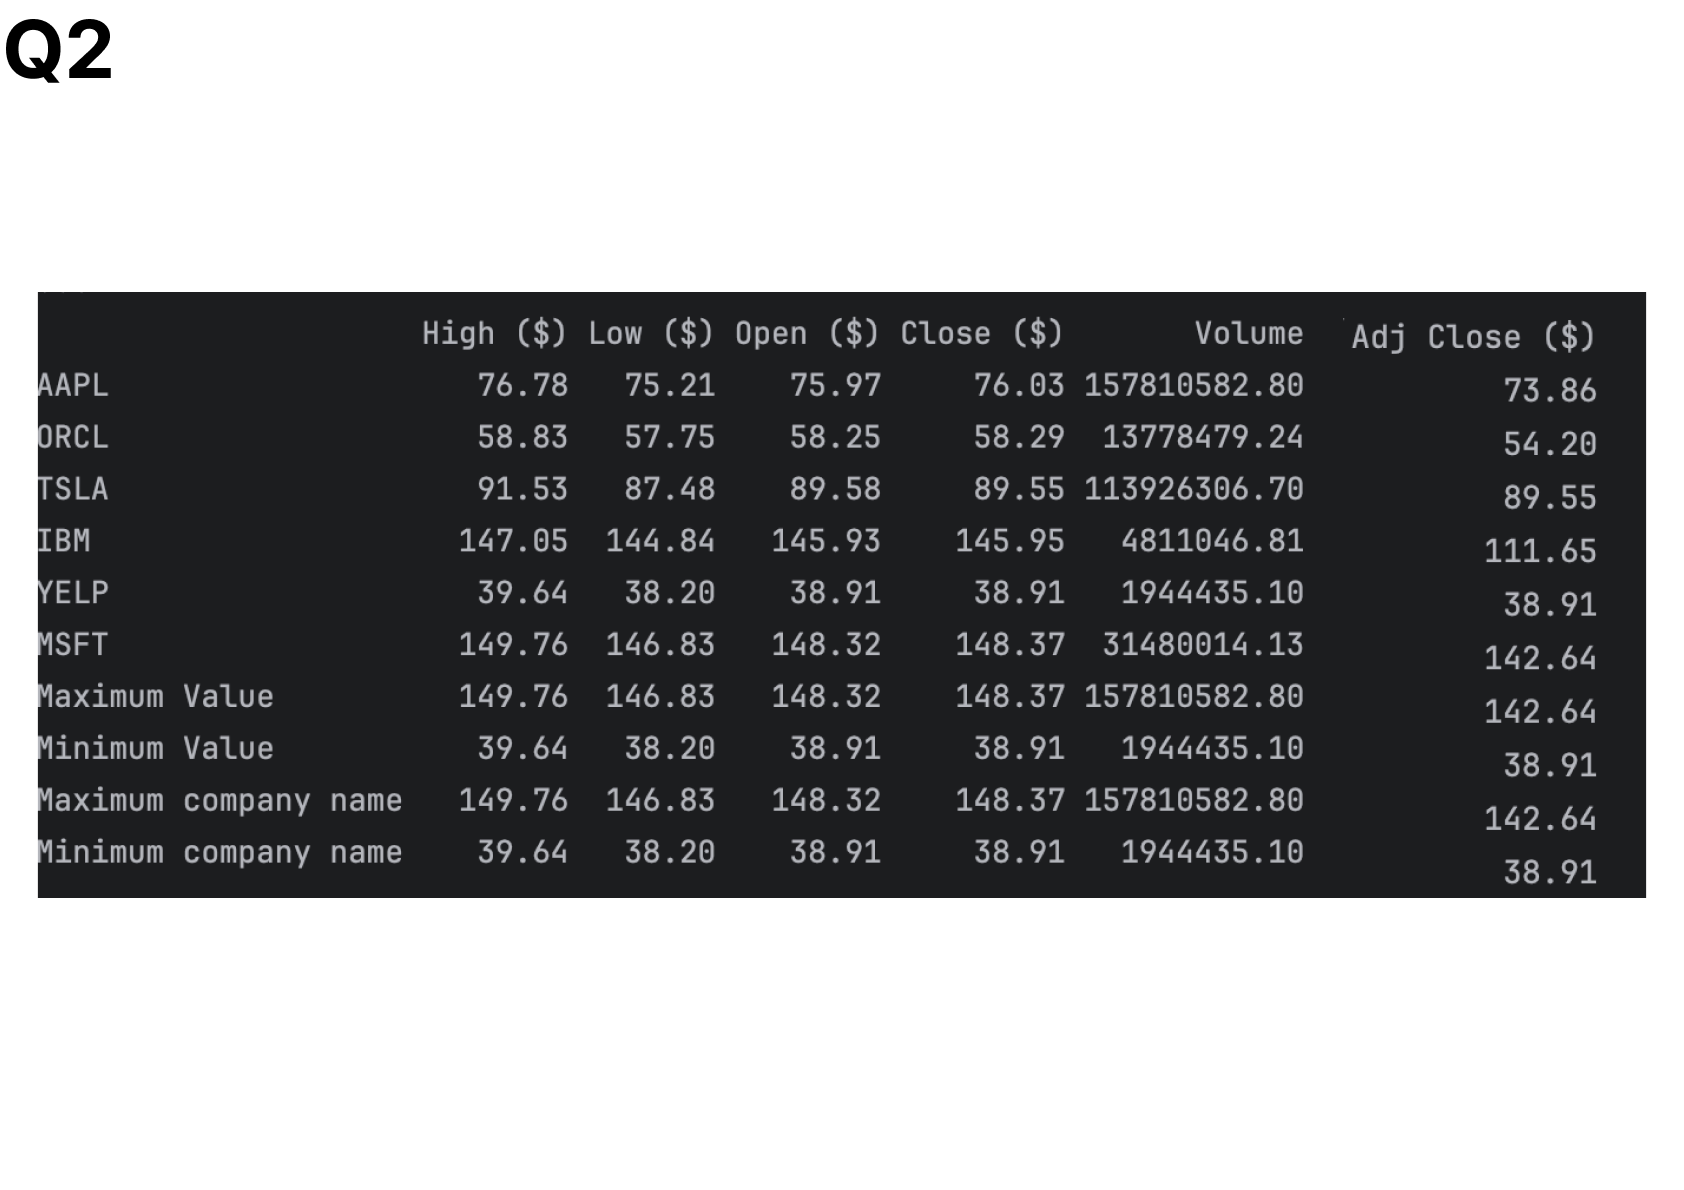 Q2
High ($) Low ($) Open ($) Close ($) Volume Adj Close ($)
AAPL 76.78 75.21 75.97 76.03 157810582.80 73.86
ORCL 58.83 57.75 58.25 58.29 13778479.24 54.20
TSLA 91.53 87.48 89.58 89.55 113926306.70 89.55
IBM 147.05 144.84 145.93 145.95 4811046.81 111.65
YELP 39.64 38.20 38.91 38.91 1944435.10 38.91
MSFT 149.76 146.83 148.32 148.37 31480014.13 142.64
Maximum Value 149.76 146.83 148.32 148.37 157810582.80 142.64
Minimum Value 39.64 38.20 38.91 38.91 1944435.10 38.91
Maximum company name 149.76 146.83 148.32 148.37 157810582.80 142.64
Minimum company name 39.64 38.20 38.91 38.91 1944435.10 38.91